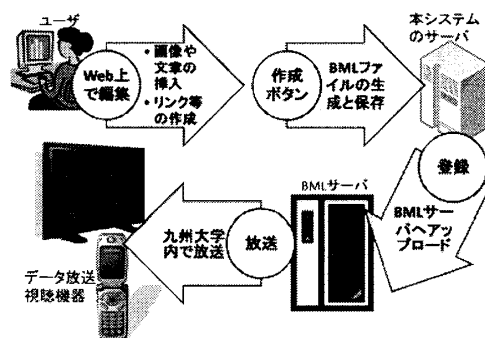 ユーザ
Web上
で編集
• 画像や
文章の
挿入
• リンク等
の作成
作成
ボタン
BMLファ
イルの生
成と保存
本システム
のサーバ
登録
BMLサー
バへアッ
プロード
BMLサーバ
放送
九州大学
内で放送
データ放送
視聴機器